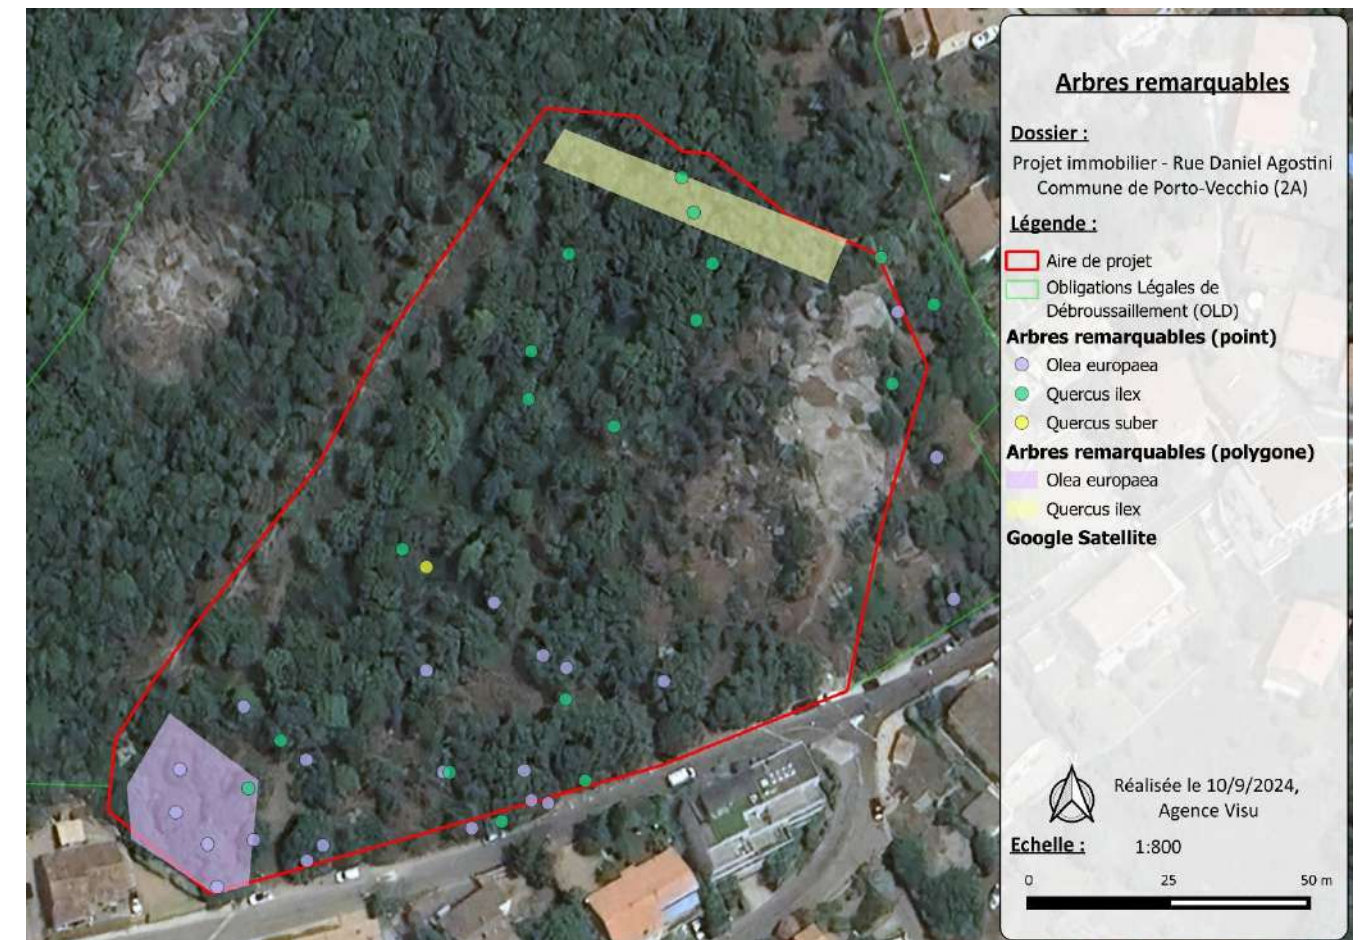 Arbres remarquables
Dossier :
Projet immobilier - Rue Daniel Agostini
Commune de Porto-Vecchio (2A)
Légende :
Aire de projet
Obligations Légales de
Débroussaillement (OLD)
Arbres remarquables (point)
Olea europaea
Quercus ilex
Quercus suber
Arbres remarquables (polygone)
Olea europaea
Quercus ilex
Google Satellite
Réalisée le 10/9/2024,
Agence Visu
Echelle : 1:800
0 25 50 m